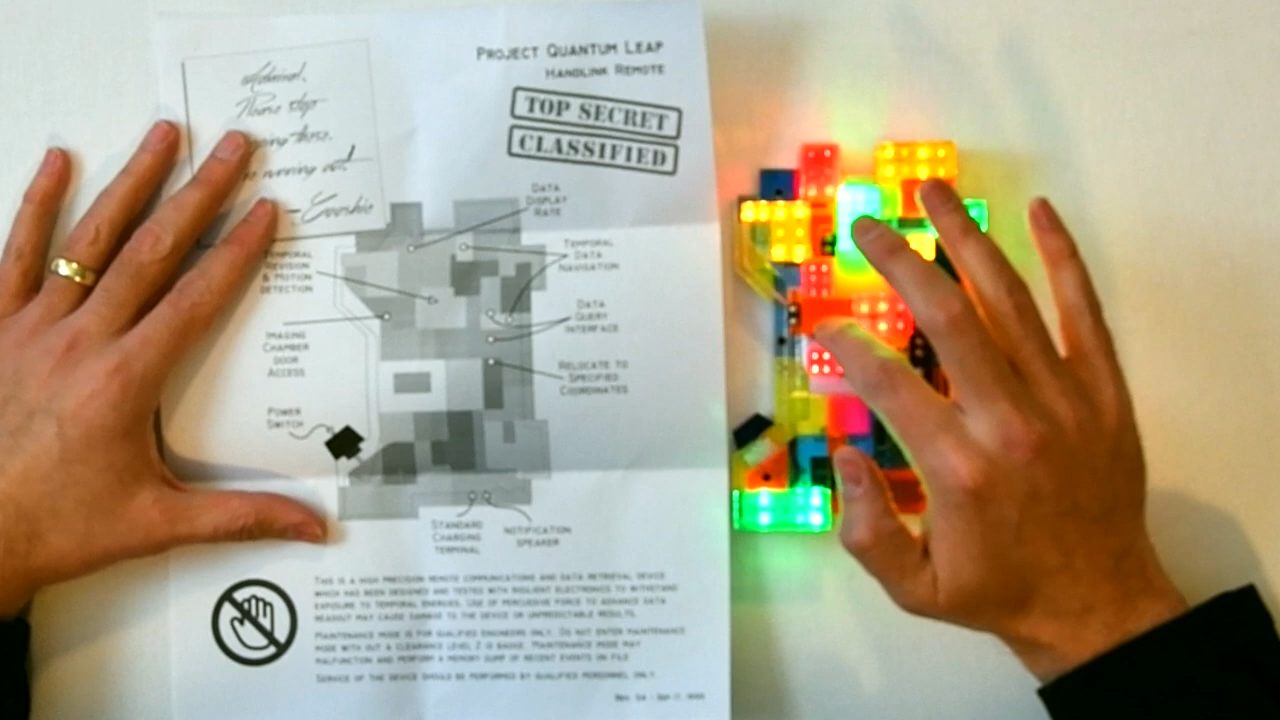 Project Quantum Leap
Handlink Remote
TOP SECRET
CLASSIFIED
Admiral,
Please stop
these.
running out!
— Gooshie
Data
Display
Rate
Temporal
Data
Navigation
Temporal
Revision
& Motion
Detection
Data
Query
Interface
Imaging
Chamber
Door
Access
Relocate to
Specified
Coordinates
Power
Switch
Standard
Charging
Terminal
Notification
Speaker
This is a high precision remote communications and data retrieval device
which has been designed and tested with resilient electronics to withstand
exposure to temporal energies. Use of percussive force to advance data
readout may cause damage to the device or unpredictable results.
Maintenance mode is for qualified engineers only. Do not enter maintenance
mode with out a clearance level badge. Maintenance mode may
malfunction and perform a memory dump of recent events on file
Service of the device should be performed by qualified personnel only.
Rev.